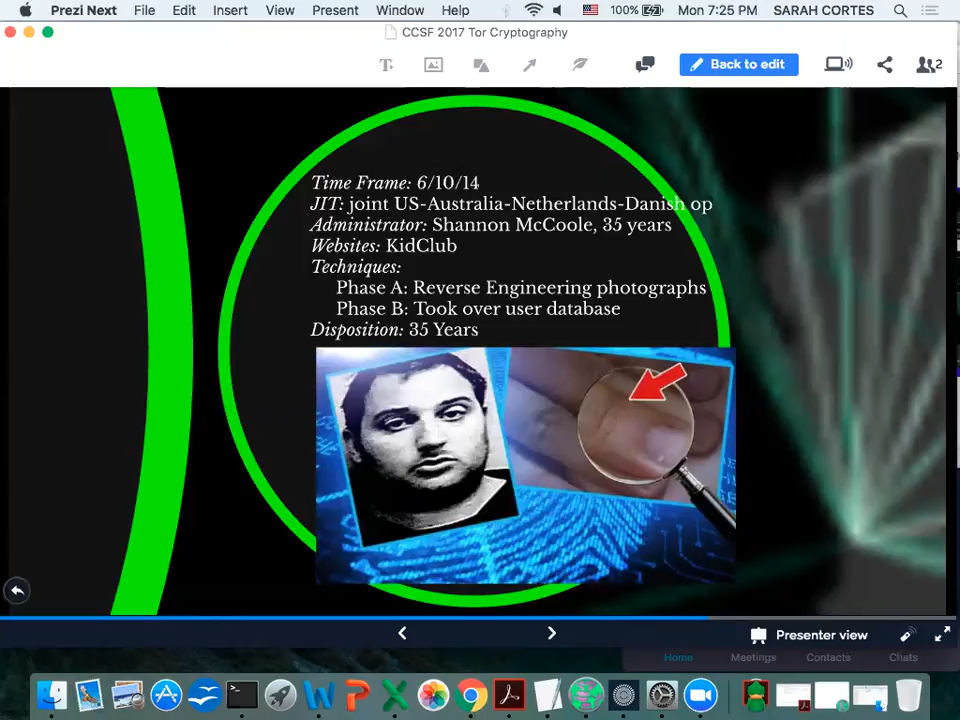 Prezi Next File Edit Insert View Present Window Help 100% Mon 7:25 PM SARAH CORTES
CCSF 2017 Tor Cryptography
Back to edit 2
Time Frame: 6/10/14
JIT: joint US-Australia-Netherlands-Danish op
Administrator: Shannon McCoole, 35 years
Websites: KidClub
Techniques:
Phase A: Reverse Engineering photographs
Phase B: Took over user database
Disposition: 35 Years
Presenter view
Home Meetings Contacts Chats